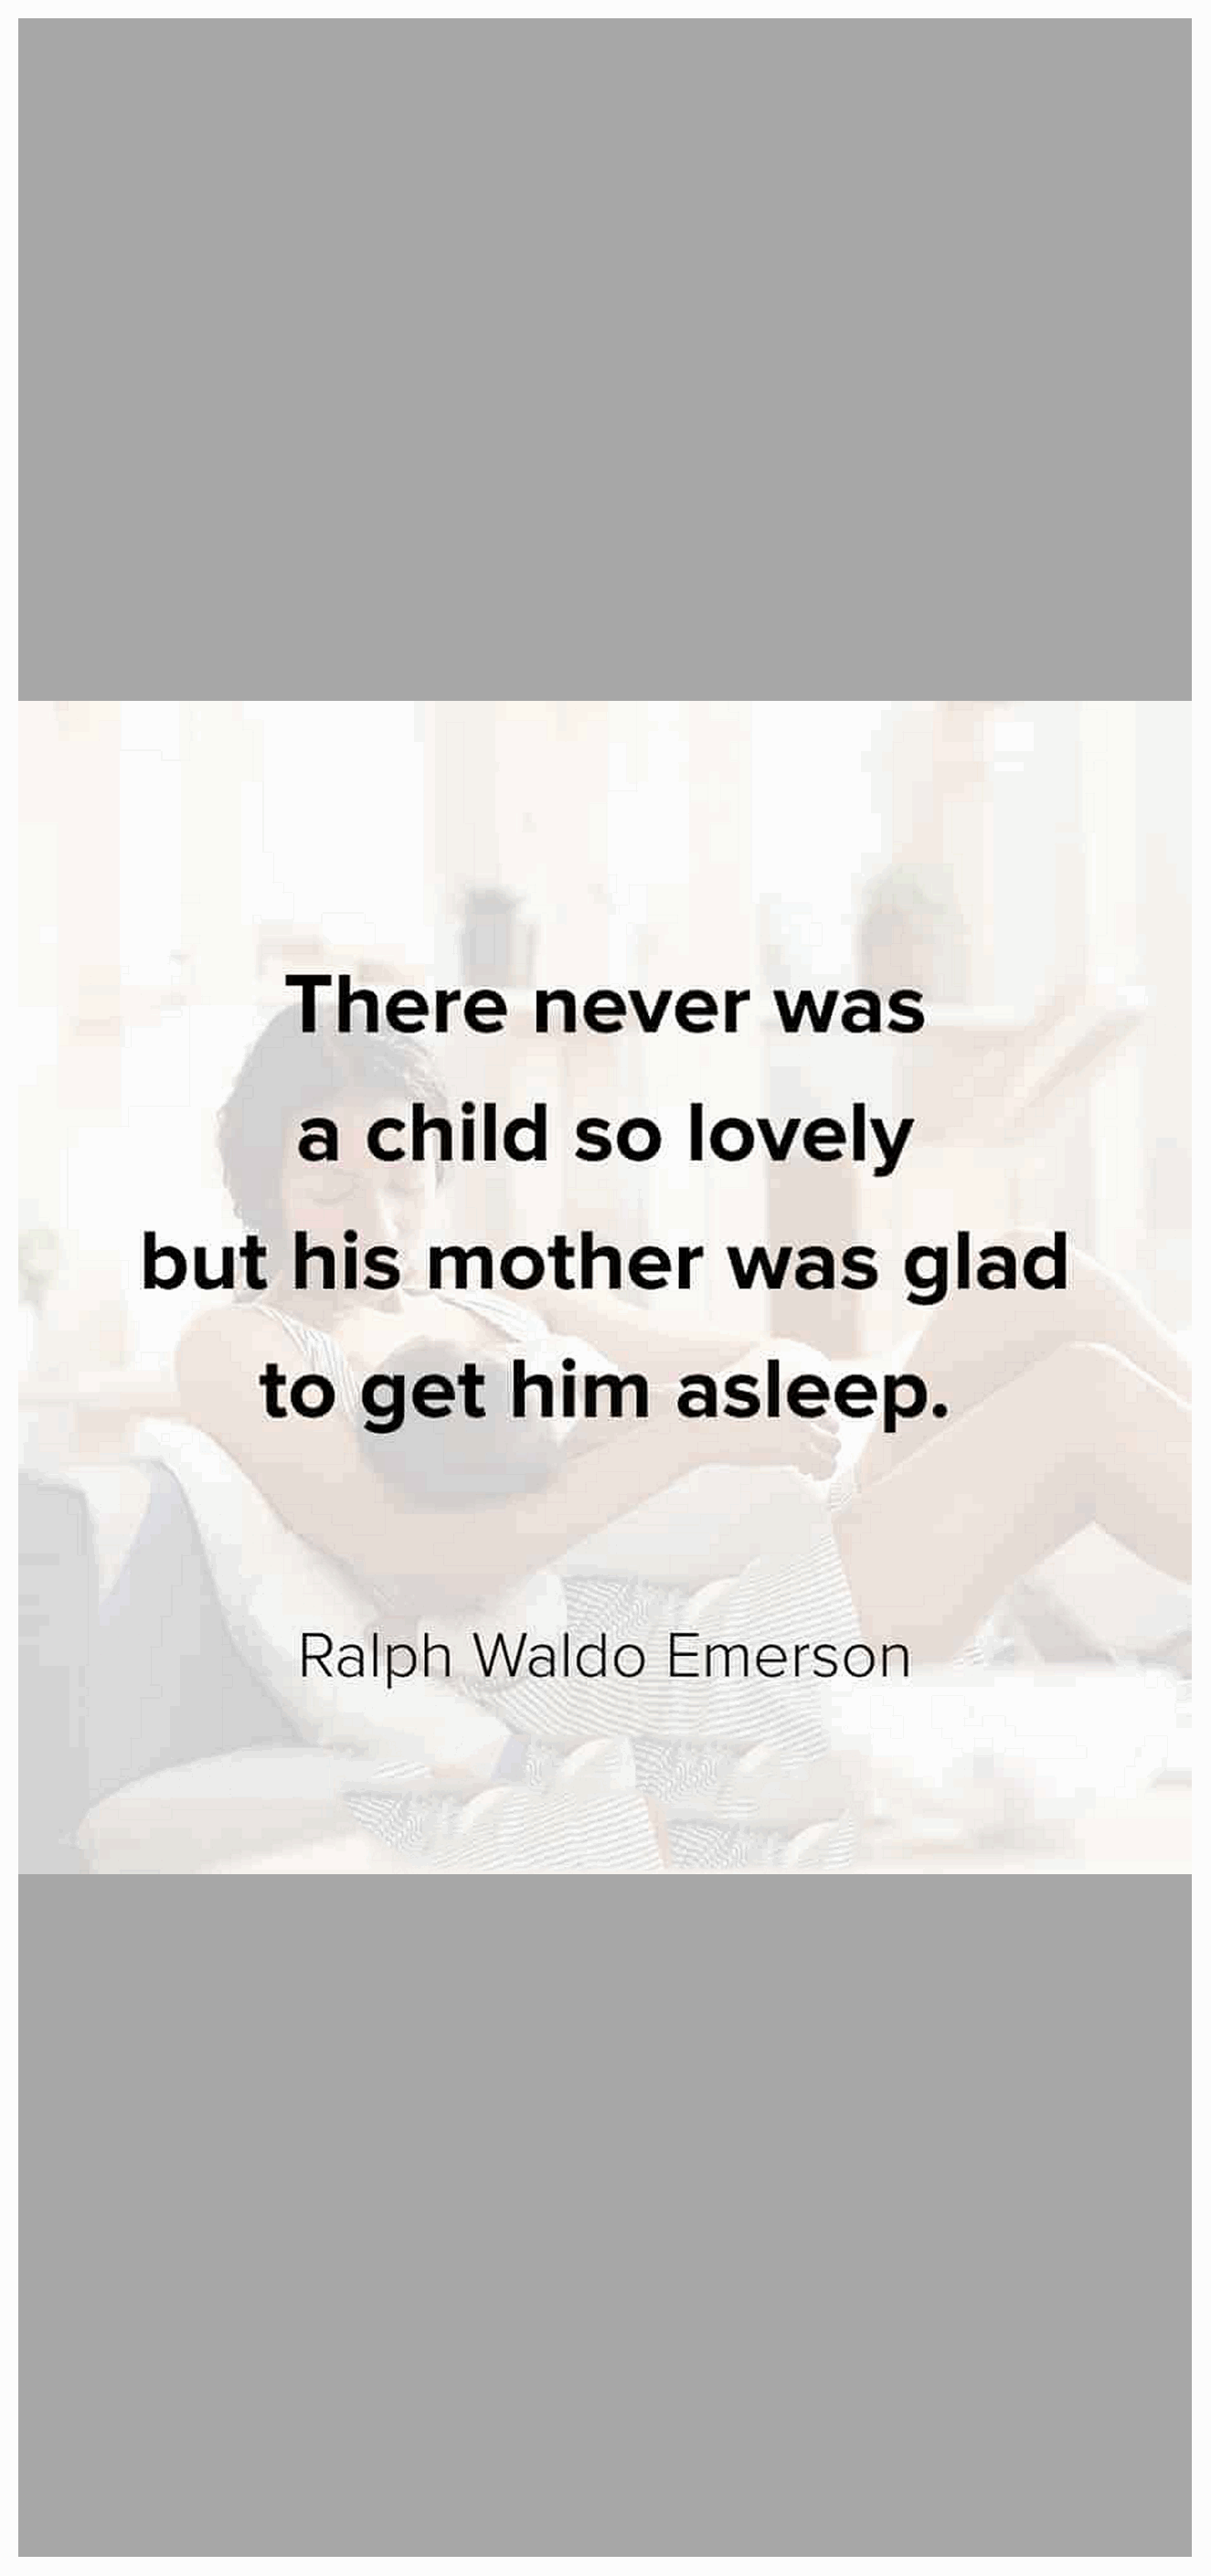 There never was
a child so lovely
but his mother was glad
to get him asleep.
Ralph Waldo Emerson